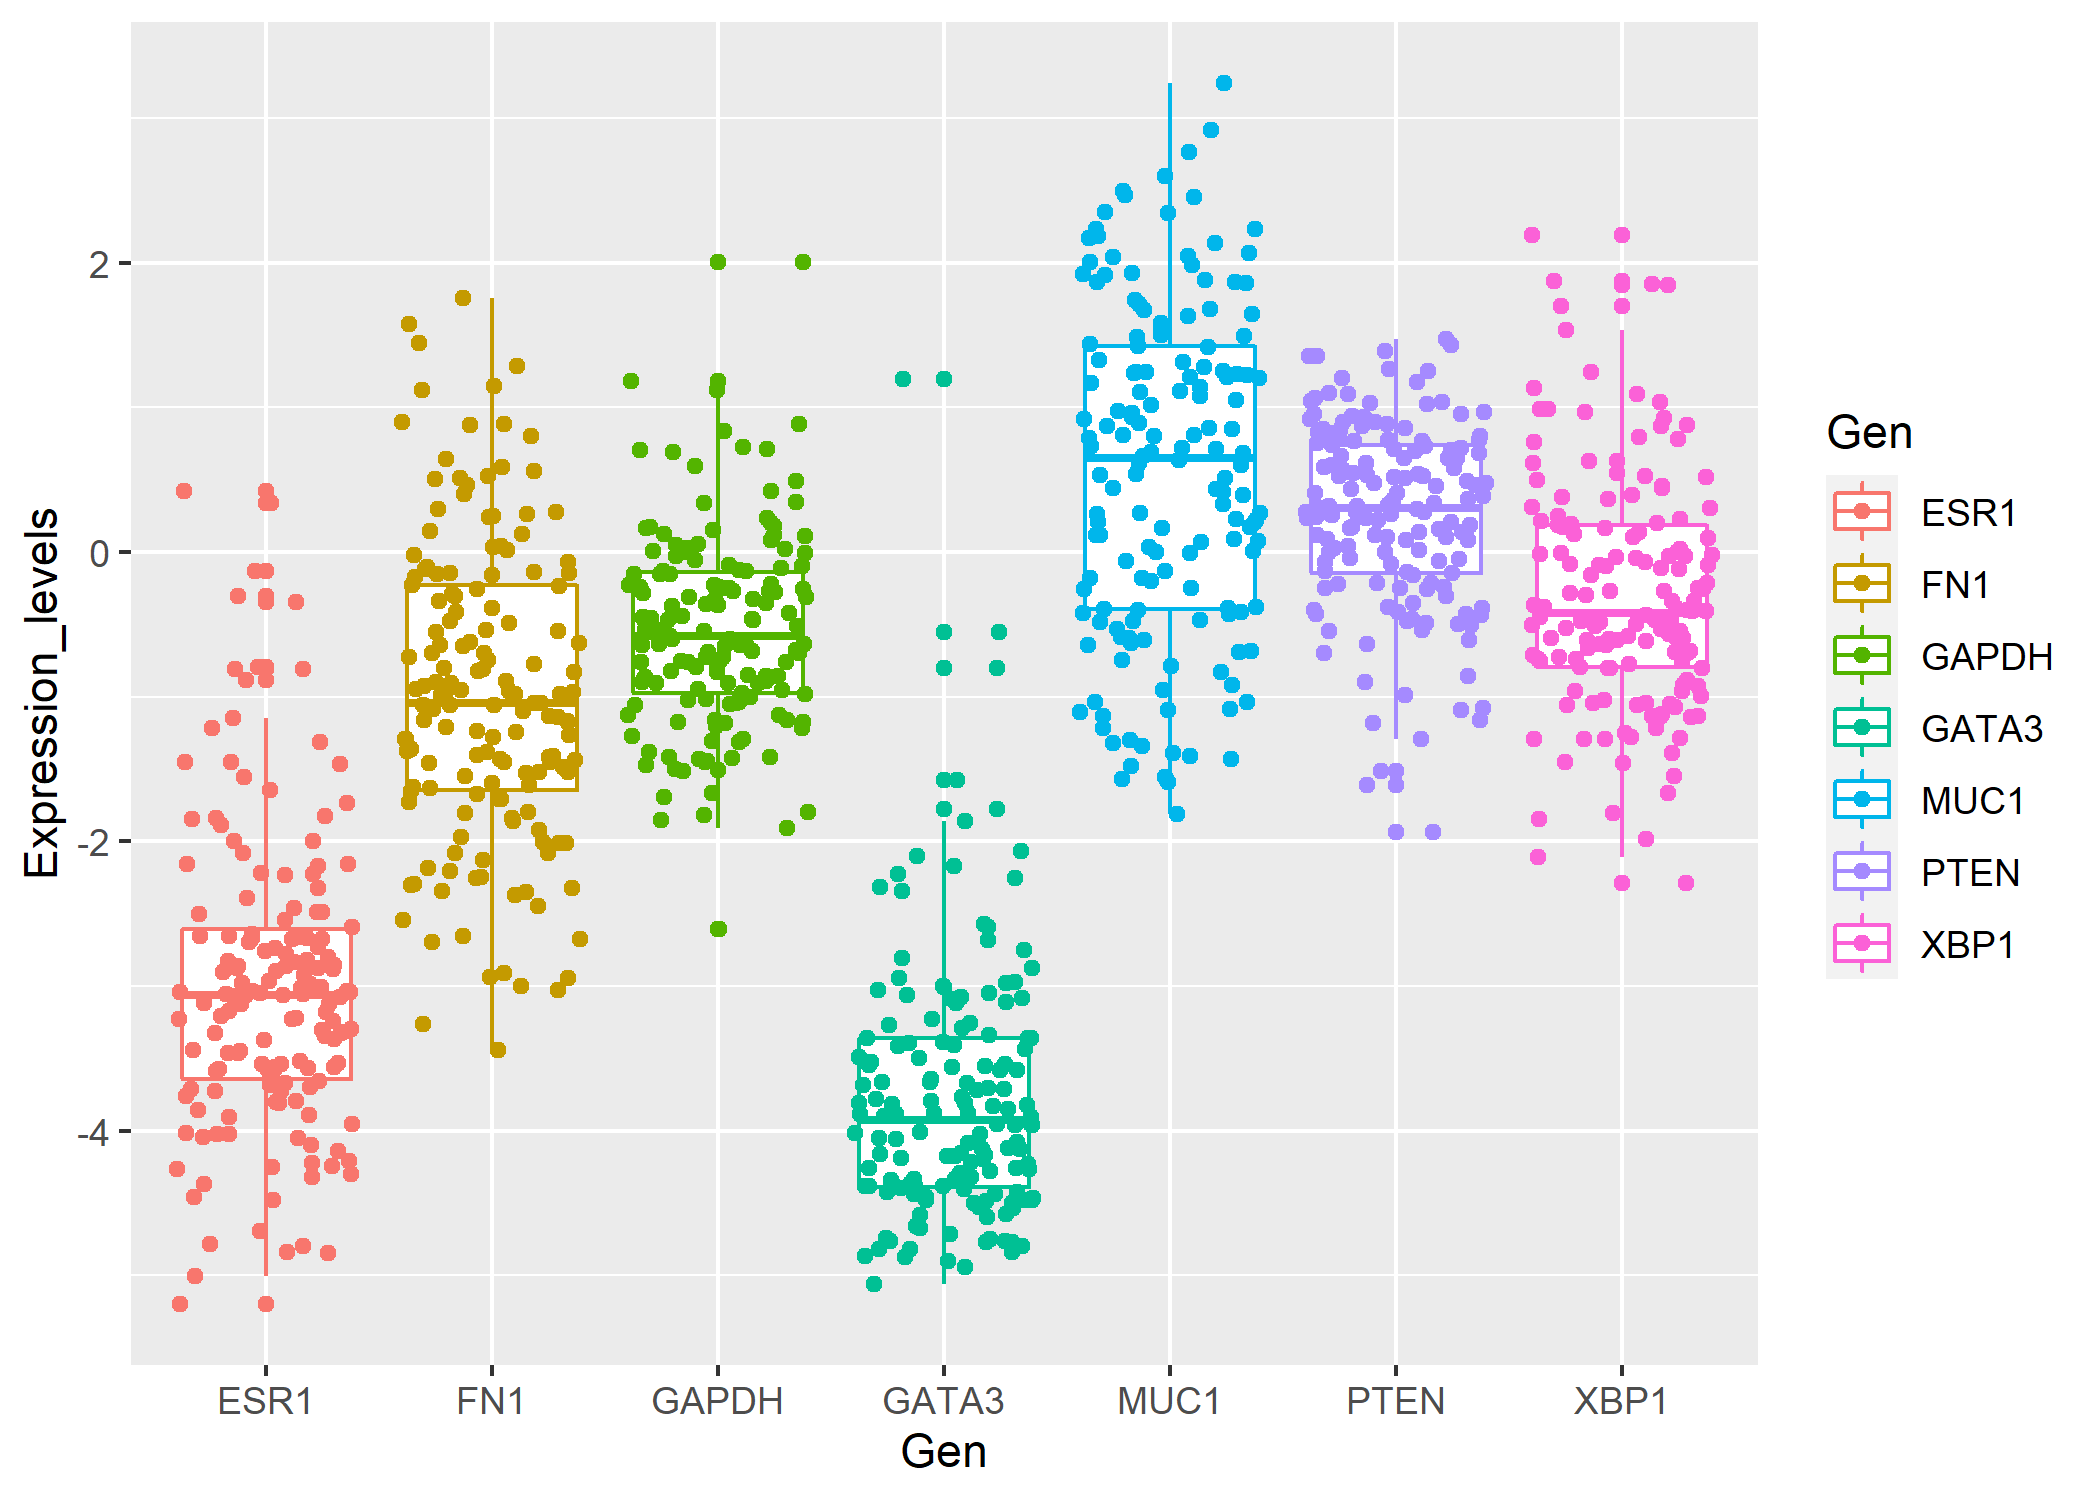 Expression_levels
2
0
-2
-4
ESR1 FN1 GAPDH GATA3 MUC1 PTEN XBP1
Gen
Gen
ESR1
FN1
GAPDH
GATA3
MUC1
PTEN
XBP1